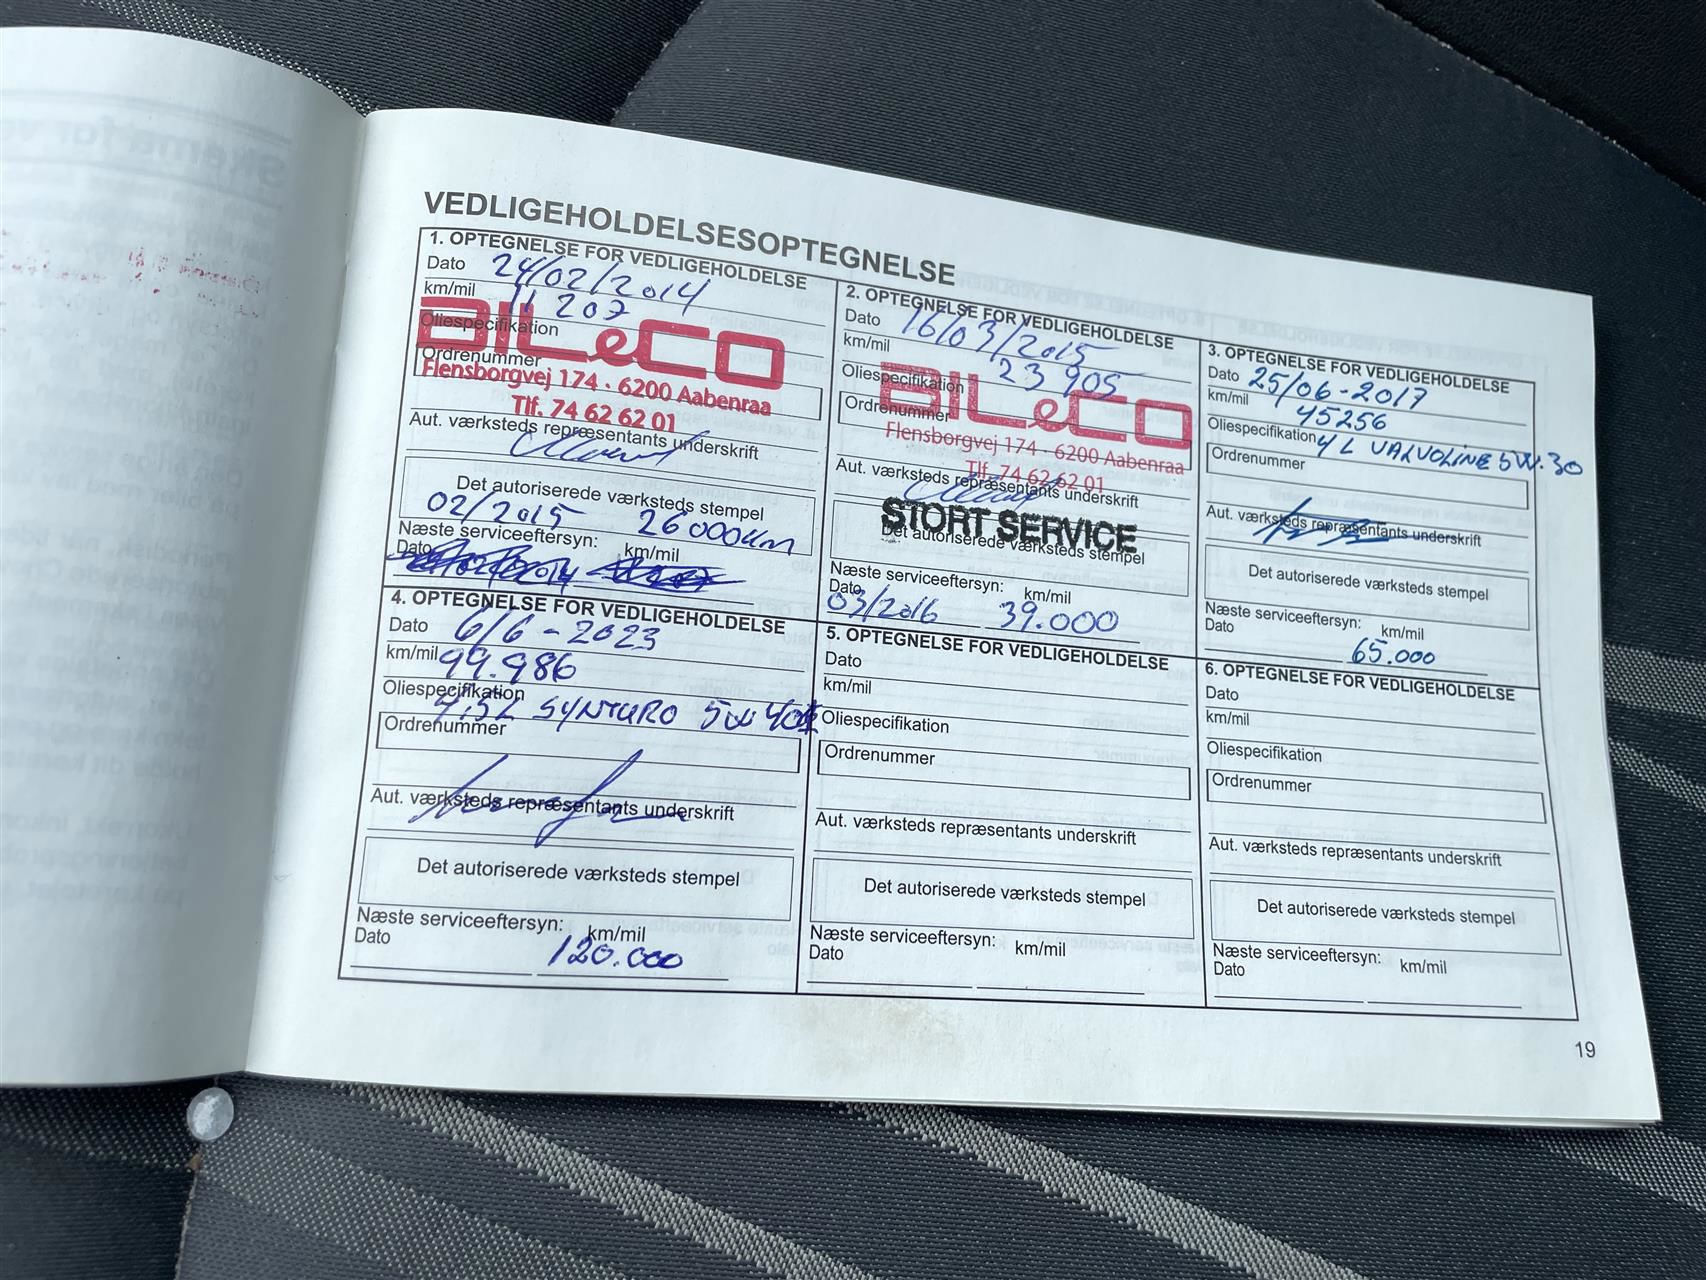 VEDLIGEHOLDELSESOPTEGNELSE
1. OPTEGNELSE FOR VEDLIGEHOLDELSE
Dato 24/02/2014
km/mil 11 207
Oliespecifikation
BILeCO
Ordrenummer
Flensborgvej 174 · 6200 Aabenraa
Tlf. 74 62 62 01
Aut. værksteds repræsentants underskrift
Det autoriserede værksteds stempel
02/2015 26000km
Næste serviceeftersyn: km/mil
Dato
2. OPTEGNELSE FOR VEDLIGEHOLDELSE
Dato 16/03/2015
km/mil 23 905
Oliespecifikation
BILeCO
Ordrenummer
Flensborgvej 174 · 6200 Aabenraa
Tlf. 74 62 62 01
Aut. værksteds repræsentants underskrift
STORT SERVICE
Det autoriserede værksteds stempel
Næste serviceeftersyn: km/mil
Dato
03/2016 39.000
3. OPTEGNELSE FOR VEDLIGEHOLDELSE
Dato 25/06-2017
km/mil 45256
Oliespecifikation 4 L VALVOLINE 5W.30
Ordrenummer
Aut. værksteds repræsentants underskrift
Det autoriserede værksteds stempel
Næste serviceeftersyn: km/mil
Dato
65.000
4. OPTEGNELSE FOR VEDLIGEHOLDELSE
Dato 6/6-2023
km/mil 99.986
Oliespecifikation
4,5L SYNTURO 5W40
Ordrenummer
Aut. værksteds repræsentants underskrift
Det autoriserede værksteds stempel
Næste serviceeftersyn: km/mil
Dato 120.000
5. OPTEGNELSE FOR VEDLIGEHOLDELSE
Dato
km/mil
Oliespecifikation
Ordrenummer
Aut. værksteds repræsentants underskrift
Det autoriserede værksteds stempel
Næste serviceeftersyn: km/mil
Dato
6. OPTEGNELSE FOR VEDLIGEHOLDELSE
Dato
km/mil
Oliespecifikation
Ordrenummer
Aut. værksteds repræsentants underskrift
Det autoriserede værksteds stempel
Næste serviceeftersyn: km/mil
Dato
19